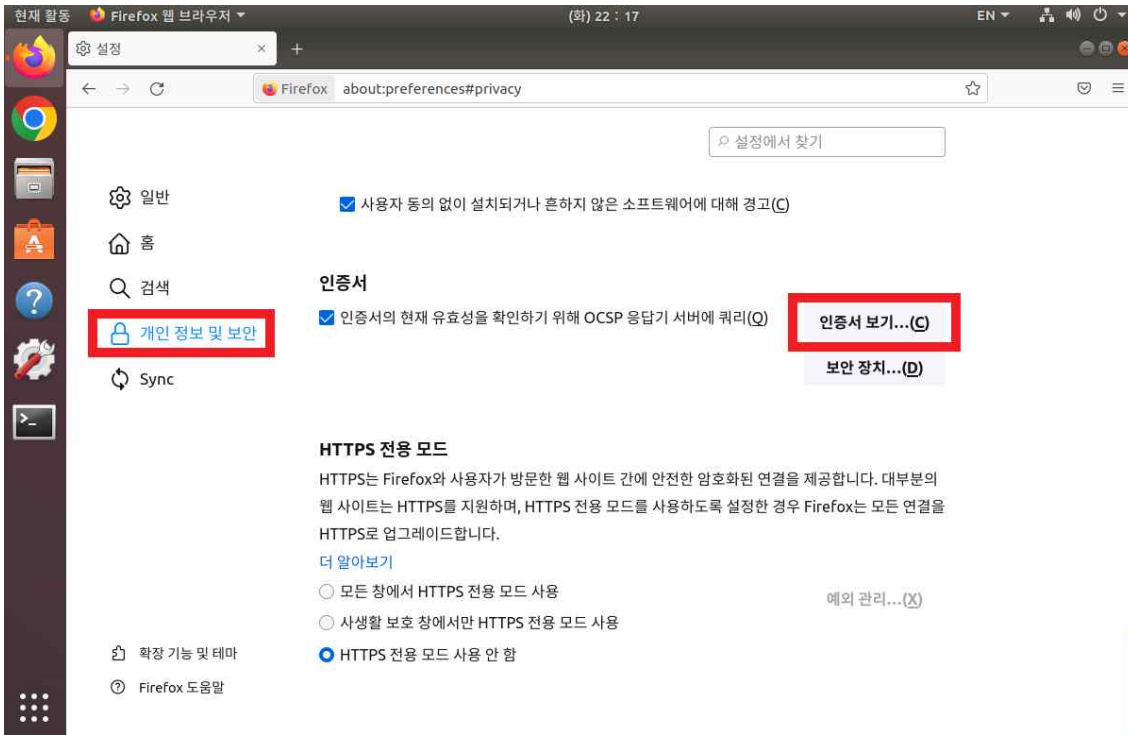 현재 활동
Firefox 웹 브라우저
(화) 22 : 17
EN
설정
Firefox about:preferences#privacy
설정에서 찾기
일반
홈
검색
개인 정보 및 보안
Sync
확장 기능 및 테마
Firefox 도움말
사용자 동의 없이 설치되거나 흔하지 않은 소프트웨어에 대해 경고(C)
인증서
인증서의 현재 유효성을 확인하기 위해 OCSP 응답기 서버에 쿼리(Q)
인증서 보기...(C)
보안 장치...(D)
HTTPS 전용 모드
HTTPS는 Firefox와 사용자가 방문한 웹 사이트 간에 안전한 암호화된 연결을 제공합니다. 대부분의
웹 사이트는 HTTPS를 지원하며, HTTPS 전용 모드를 사용하도록 설정한 경우 Firefox는 모든 연결을
HTTPS로 업그레이드합니다.
더 알아보기
모든 창에서 HTTPS 전용 모드 사용
예외 관리...(X)
사생활 보호 창에서만 HTTPS 전용 모드 사용
HTTPS 전용 모드 사용 안 함